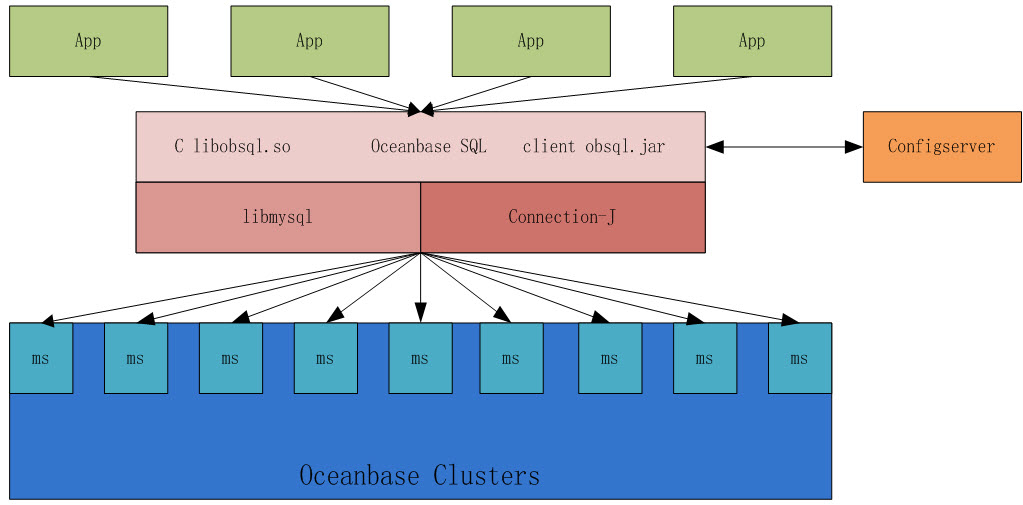 App App App App
C libobsql.so Oceanbase SQL client obsql.jar Configserver
libmysql Connection-J
ms ms ms ms ms ms ms ms ms
Oceanbase Clusters